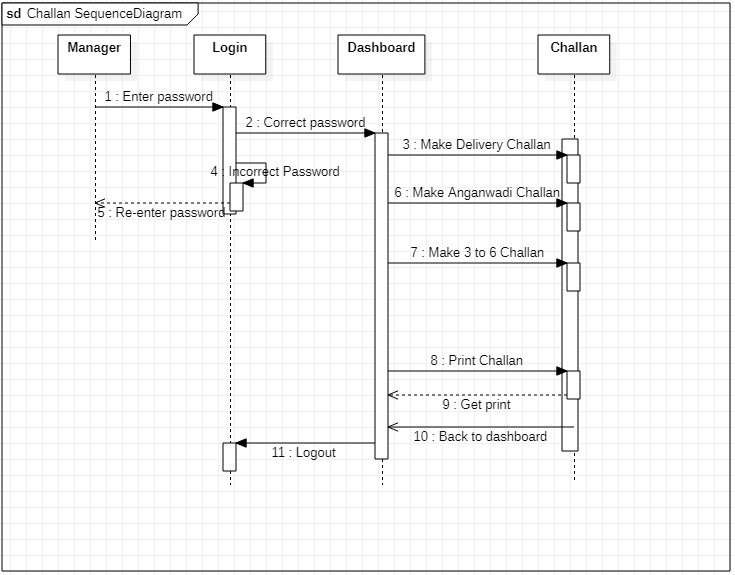 sd Challan SequenceDiagram
Manager
Login
Dashboard
Challan
1 : Enter password
2 : Correct password
3 : Make Delivery Challan
4 : Incorrect Password
6 : Make Anganwadi Challan
5 : Re-enter password
7 : Make 3 to 6 Challan
8 : Print Challan
9 : Get print
10 : Back to dashboard
11 : Logout